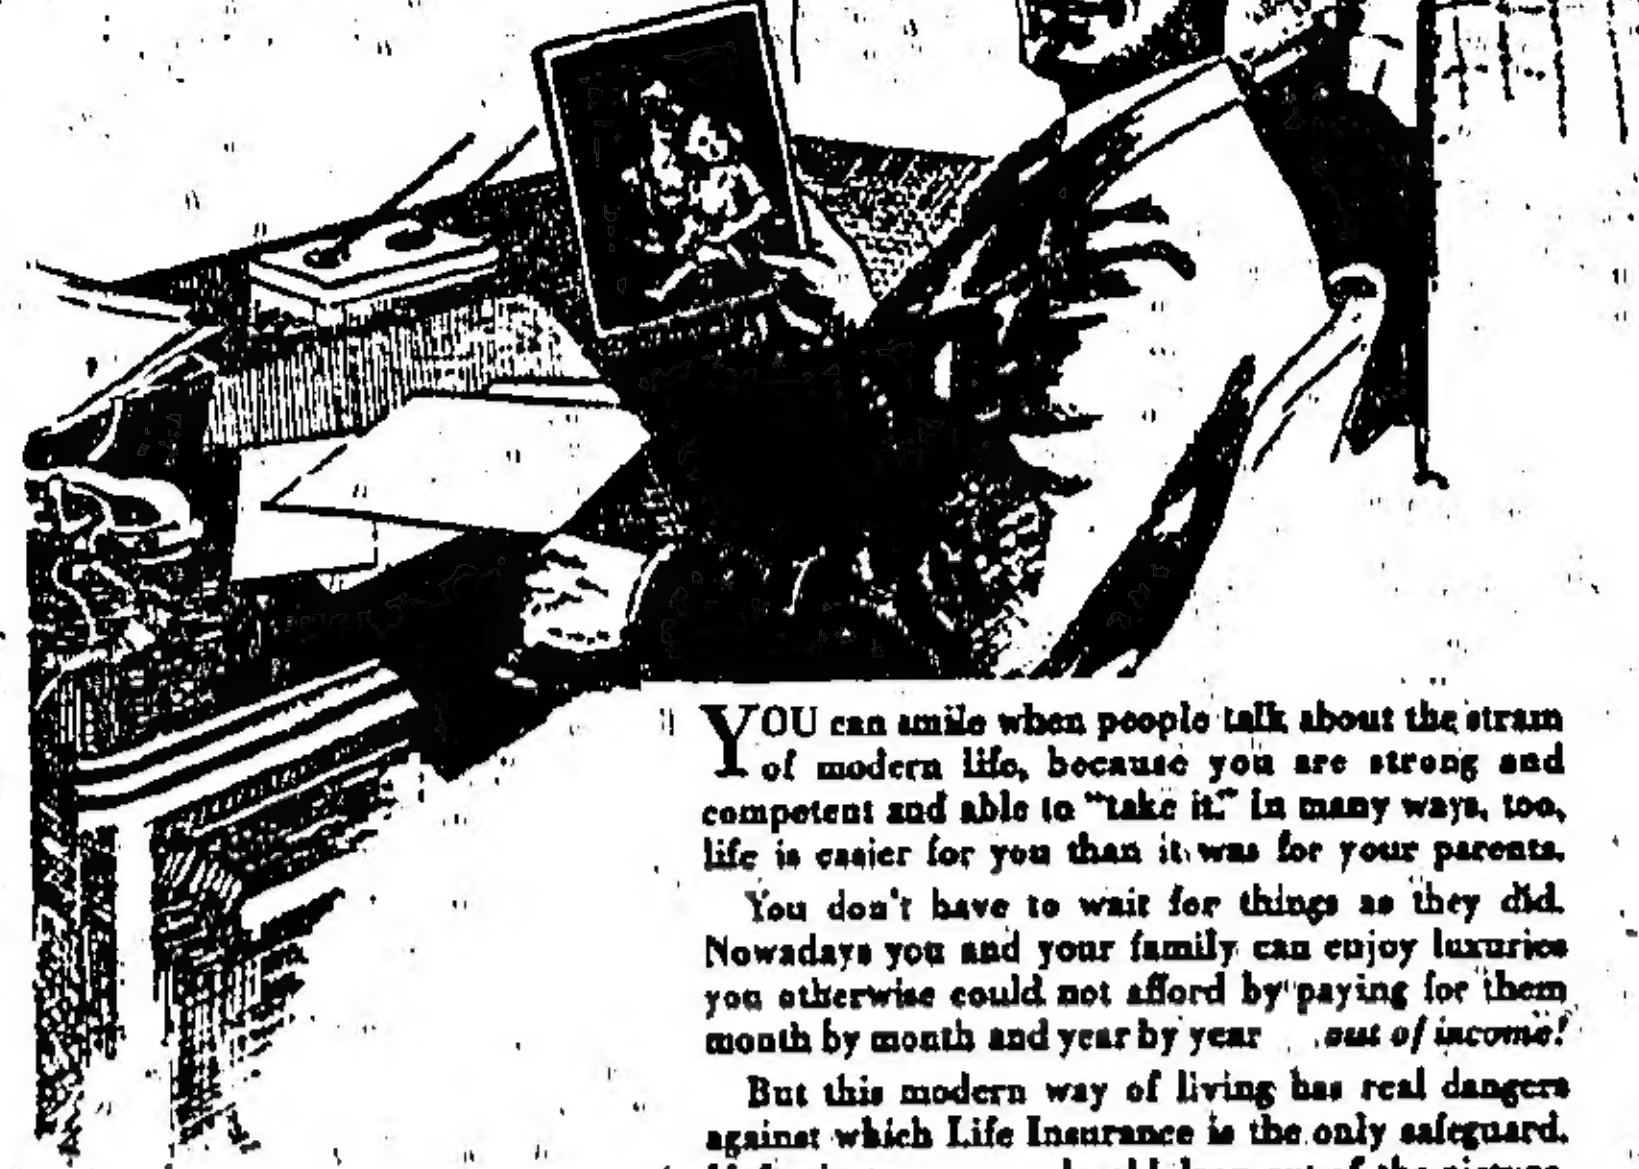 YOU can smile when people talk about the strain
of modern life, because you are strong and
competent and able to "take it." In many ways, too,
life is easier for you than it was for your parents.
You don't have to wait for things as they did.
Nowadays you and your family can enjoy luxuries
you otherwise could not afford by paying for them
month by month and year by year . . out of income!
But this modern way of living has real dangers
against which Life Insurance is the only safeguard.
out of the picture